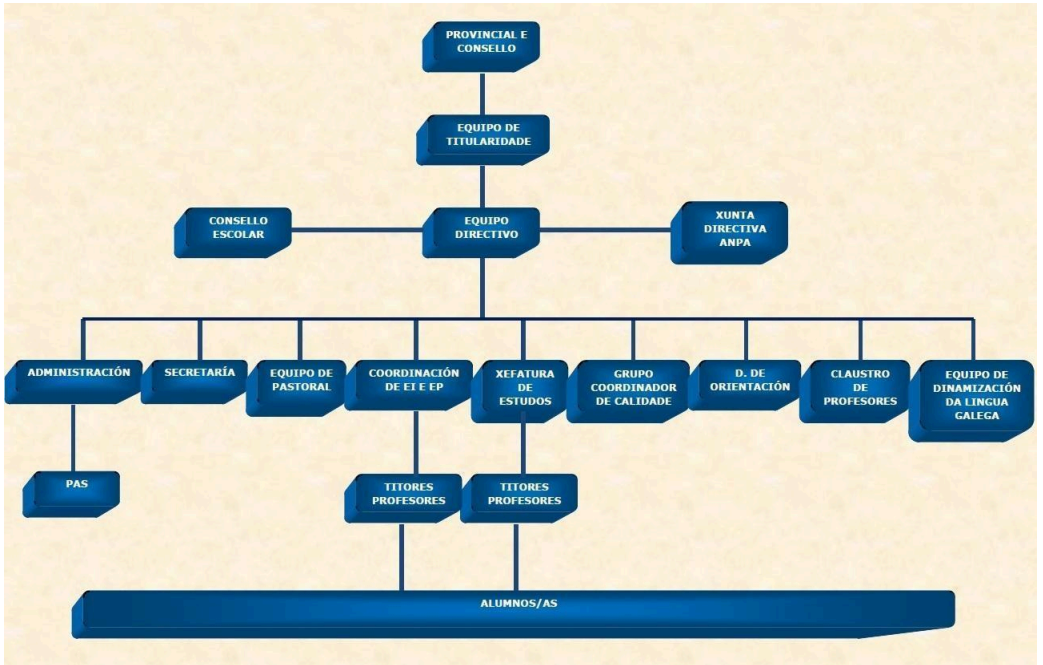 PROVINCIAL E
CONSELLO
EQUIPO DE
TITULARIDADE
CONSELLO
ESCOLAR
EQUIPO
DIRECTIVO
XUNTA
DIRECTIVA
ANPA
ADMINISTRACIÓN
SECRETARÍA
EQUIPO DE
PASTORAL
COORDINACIÓN
DE EI E EP
XEFATURA
DE
ESTUDOS
GRUPO
COORDINADOR
DE CALIDADE
D. DE
ORIENTACIÓN
CLAUSTRO
DE
PROFESORES
EQUIPO DE
DINAMIZACIÓN
DA LINGUA
GALEGA
PAS
TITORES
PROFESORES
TITORES
PROFESORES
ALUMNOS/AS